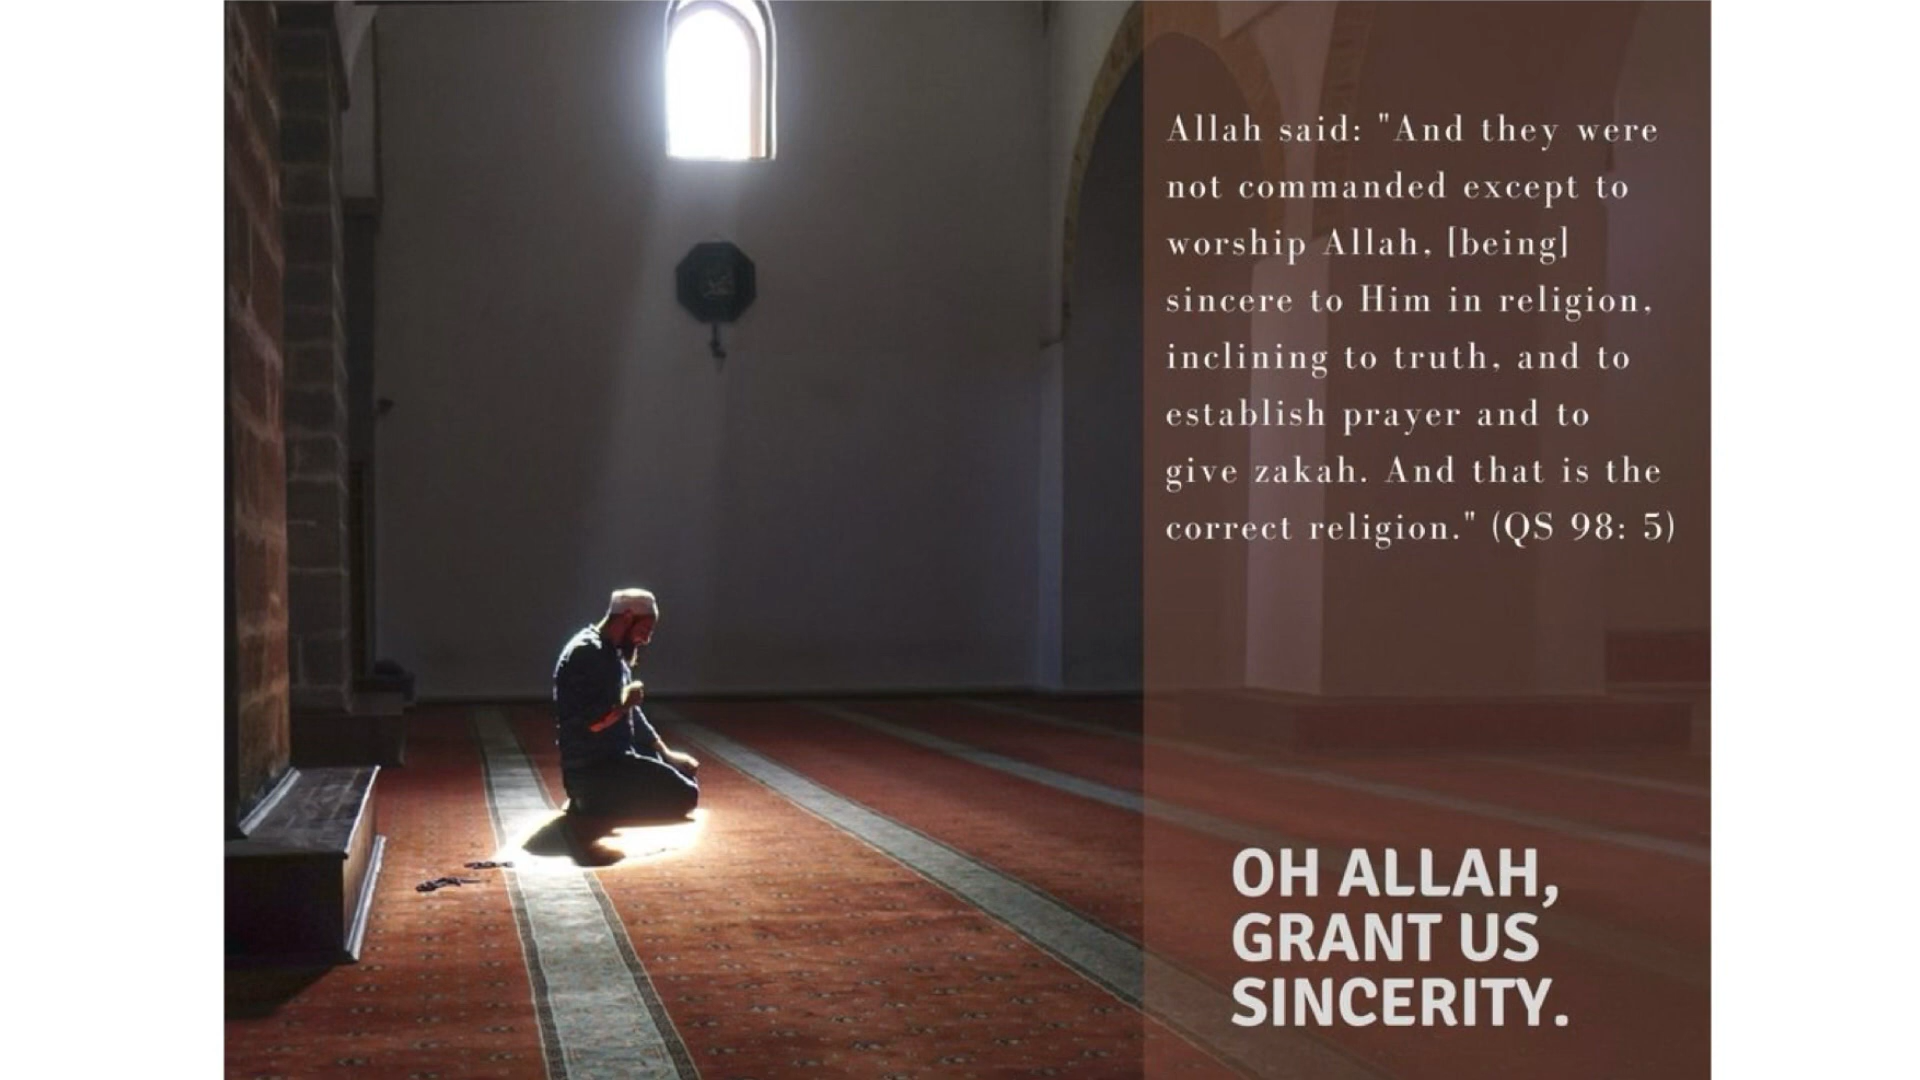 Allah said: "And they were
not commanded except to
worship Allah, [being]
sincere to Him in religion,
inclining to truth, and to
establish prayer and to
give zakah. And that is the
correct religion." (QS 98: 5)
OH ALLAH,
GRANT US
SINCERITY.